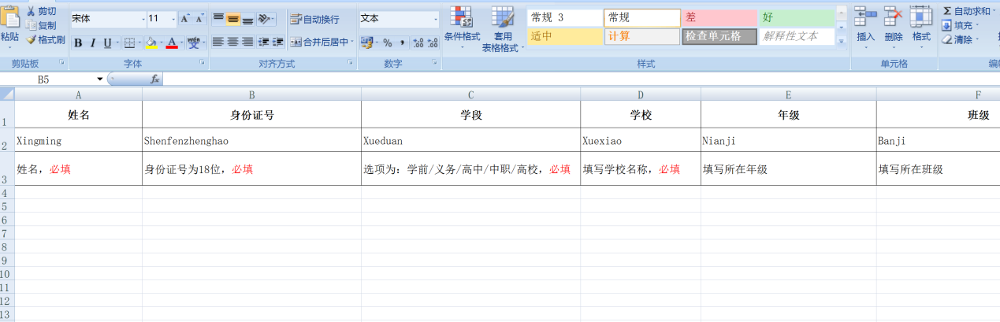 剪切
复制
格式刷
粘贴
剪贴板
宋体 11 A A
B I U A wén 文
字体
自动换行
合并后居中
对齐方式
文本
% ,
数字
条件格式
套用
表格格式
常规 3 常规 差 好
适中 计算 检查单元格 解释性文本
样式
插入 删除 格式
单元格
Σ 自动求和
填充
清除
B5 fx
A B C D E F
1 姓名 身份证号 学段 学校 年级 班级
2 Xingming Shenfenzhenghao Xueduan Xuexiao Nianji Banji
3 姓名，必填 身份证号为18位，必填 选项为：学前/义务/高中/中职/高校，必填 填写学校名称，必填 填写所在年级 填写所在班级
4
5
6
7
8
9
10
11
12
13